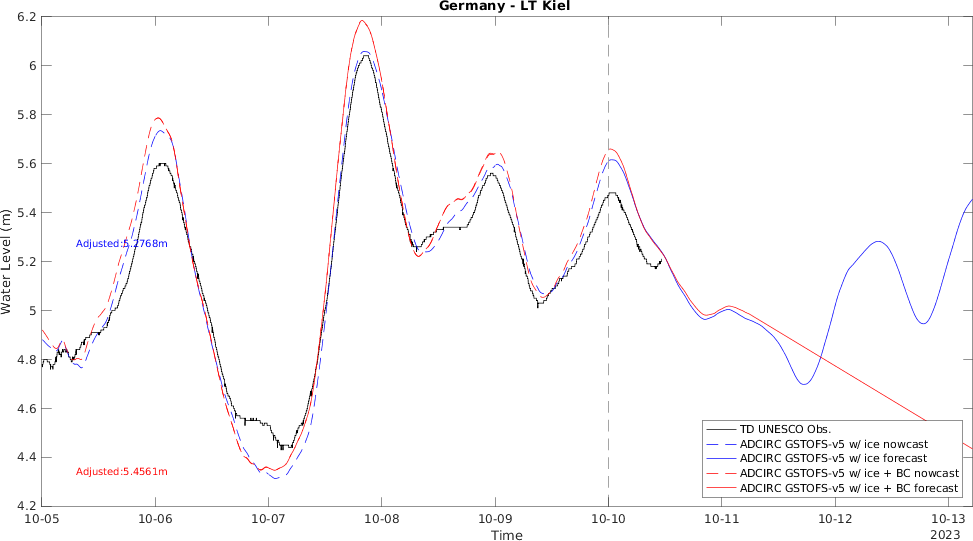 Germany - LT Kiel
6.2
6
5.8
5.6
5.4
5.2
5
4.8
4.6
4.4
4.2
Water Level (m)
Adjusted:5.2768m
Adjusted:5.4561m
TD UNESCO Obs.
ADCIRC GSTOFS-v5 w/ ice nowcast
ADCIRC GSTOFS-v5 w/ ice forecast
ADCIRC GSTOFS-v5 w/ ice + BC nowcast
ADCIRC GSTOFS-v5 w/ ice + BC forecast
10-05 10-06 10-07 10-08 10-09 10-10 10-11 10-12 10-13
Time 2023